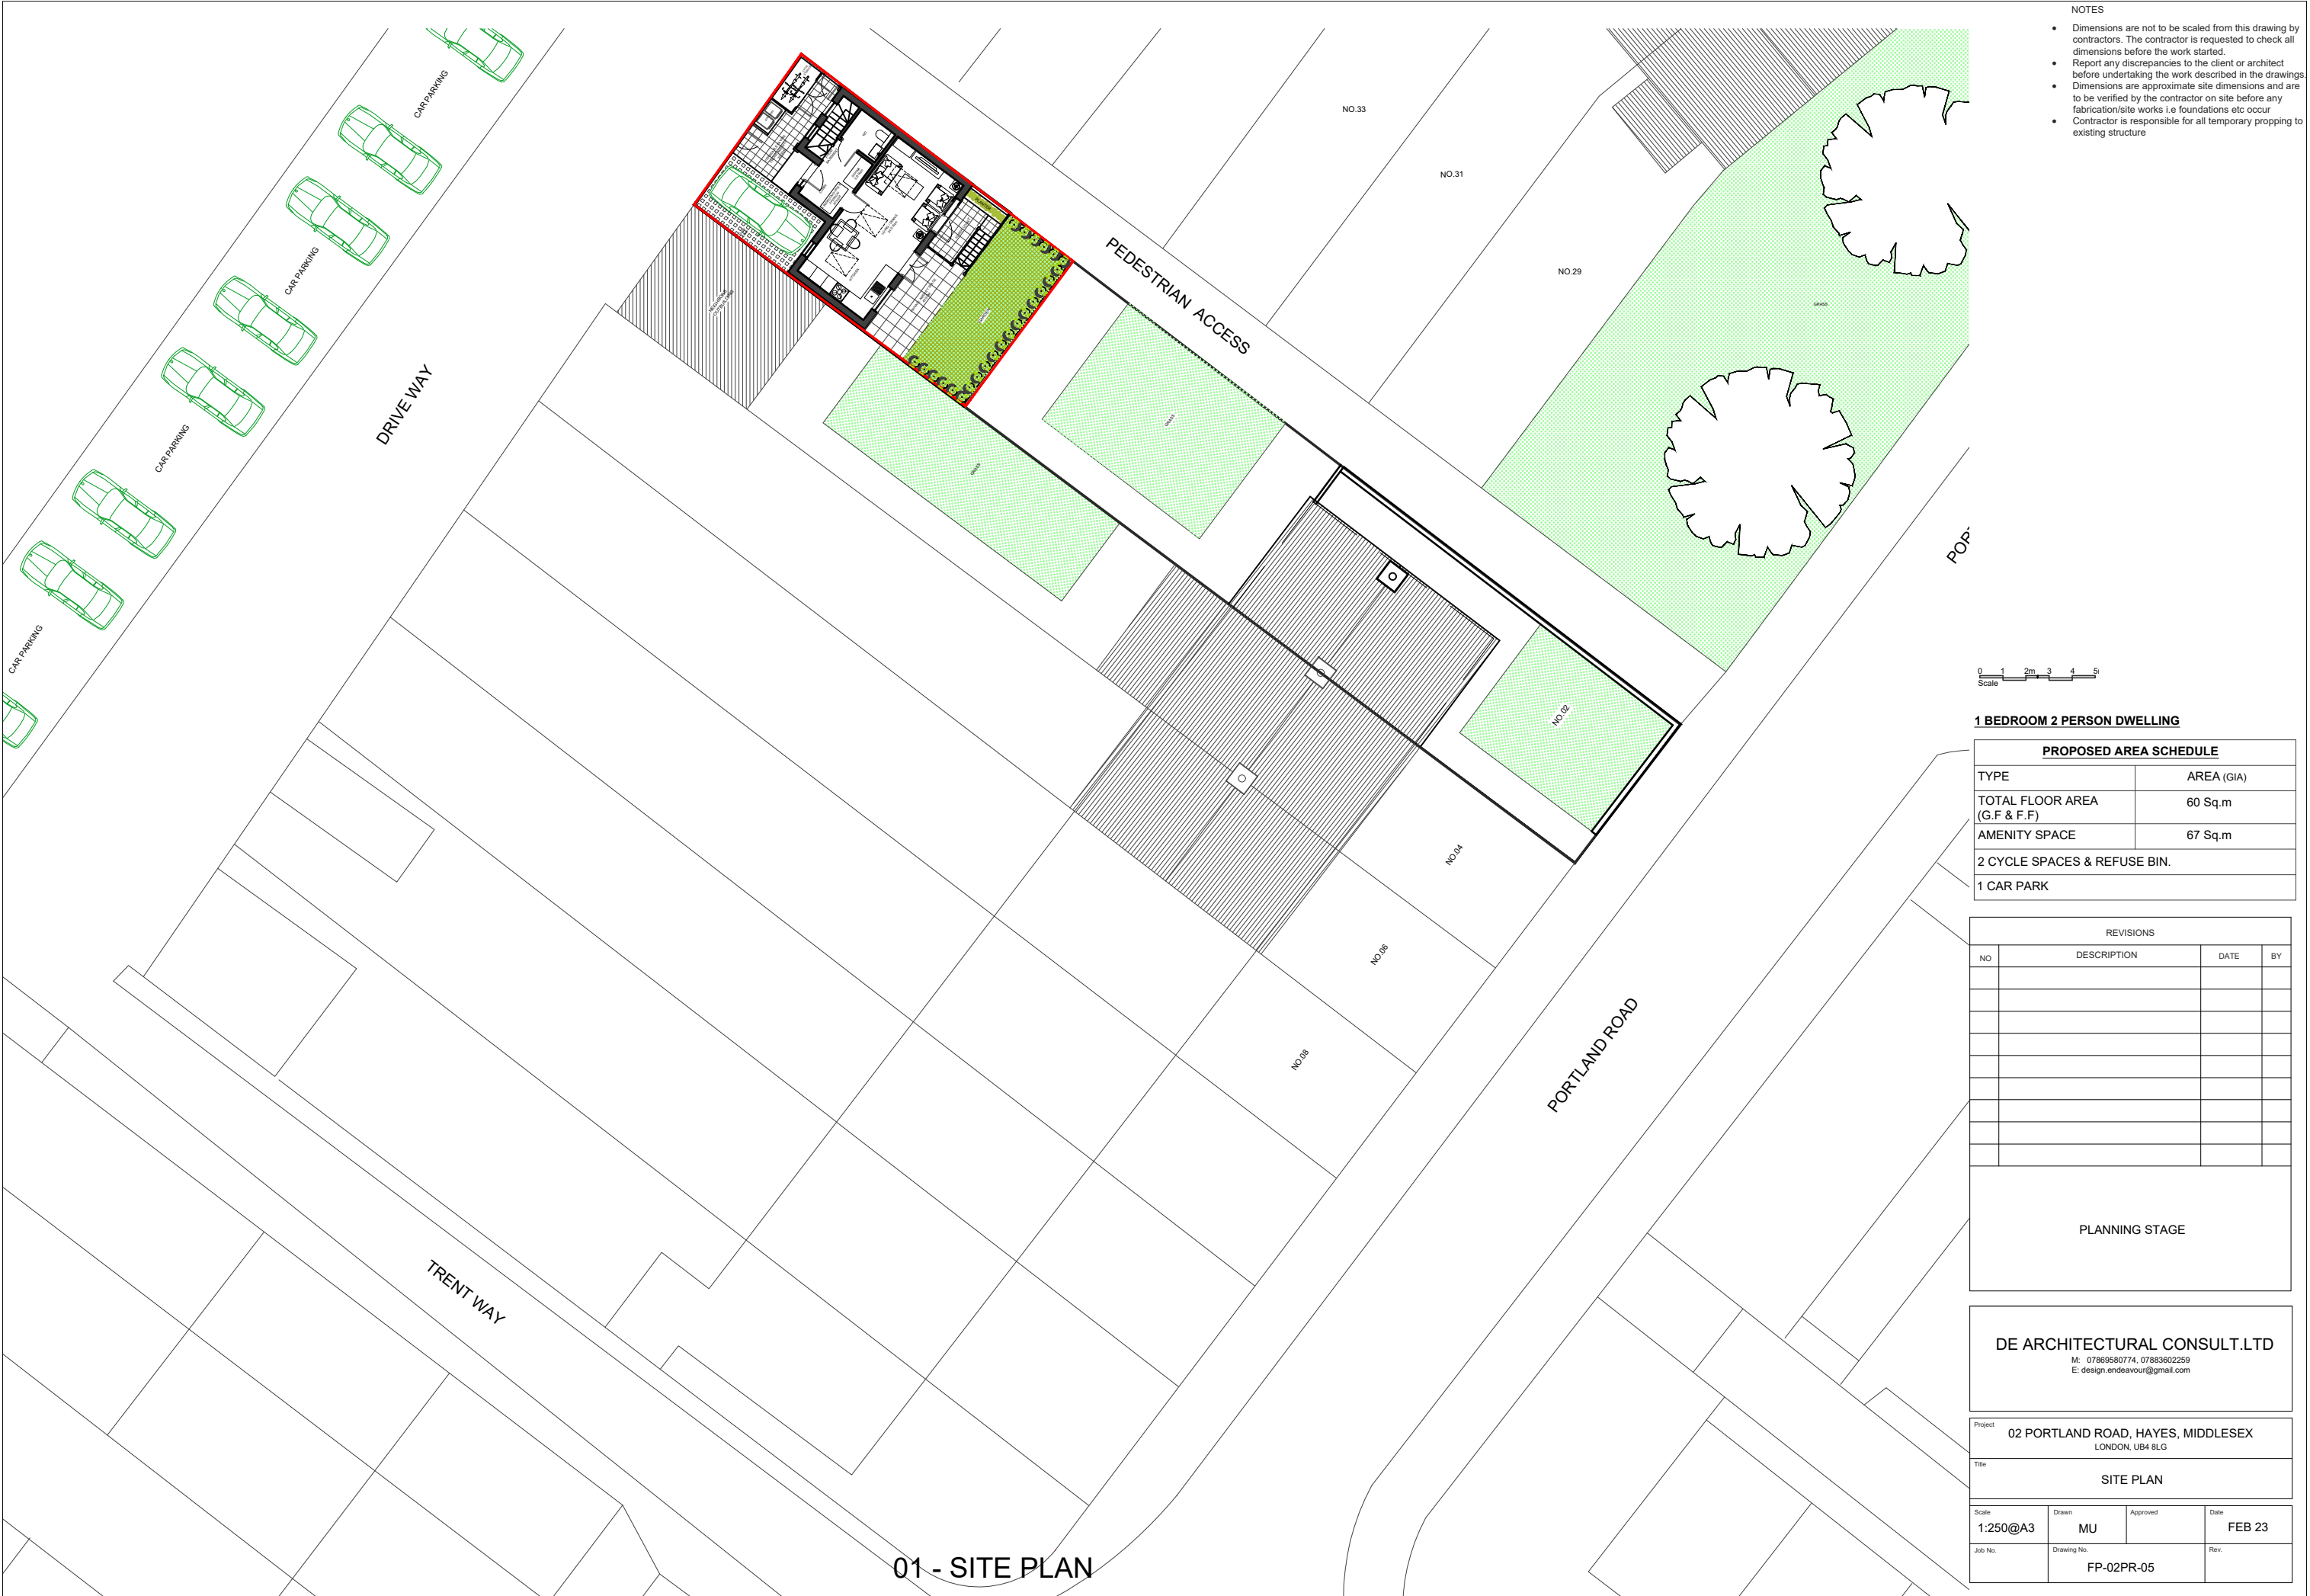 NOTES
• Dimensions are not to be scaled from this drawing by
contractors. The contractor is requested to check all
dimensions before the work started.
• Report any discrepancies to the client or architect
before undertaking the work described in the drawings.
• Dimensions are approximate site dimensions and are
to be verified by the contractor on site before any
fabrication/site works i.e foundations etc occur
• Contractor is responsible for all temporary propping to
existing structure
CAR PARKING
CAR PARKING
CAR PARKING
CAR PARKING
DRIVE WAY
PEDESTRIAN ACCESS
NO.33
NO.31
NO.29
GRASS
GRASS
GRASS
GARDEN
KITCHEN
WC
NO.02
NO.04
NO.06
NO.08
PORTLAND ROAD
TRENT WAY
01 - SITE PLAN
0 1 2m 3 4 5
Scale
1 BEDROOM 2 PERSON DWELLING
PROPOSED AREA SCHEDULE
TYPE AREA (GIA)
TOTAL FLOOR AREA 60 Sq.m
(G.F & F.F)
AMENITY SPACE 67 Sq.m
2 CYCLE SPACES & REFUSE BIN.
1 CAR PARK
REVISIONS
NO DESCRIPTION DATE BY
PLANNING STAGE
DE ARCHITECTURAL CONSULT.LTD
M: 07869580774, 07883602259
E: design.endeavour@gmail.com
Project
02 PORTLAND ROAD, HAYES, MIDDLESEX
LONDON, UB4 8LG
Title
SITE PLAN
Scale Drawn Approved Date
1:250@A3 MU FEB 23
Job No. Drawing No. Rev.
FP-02PR-05